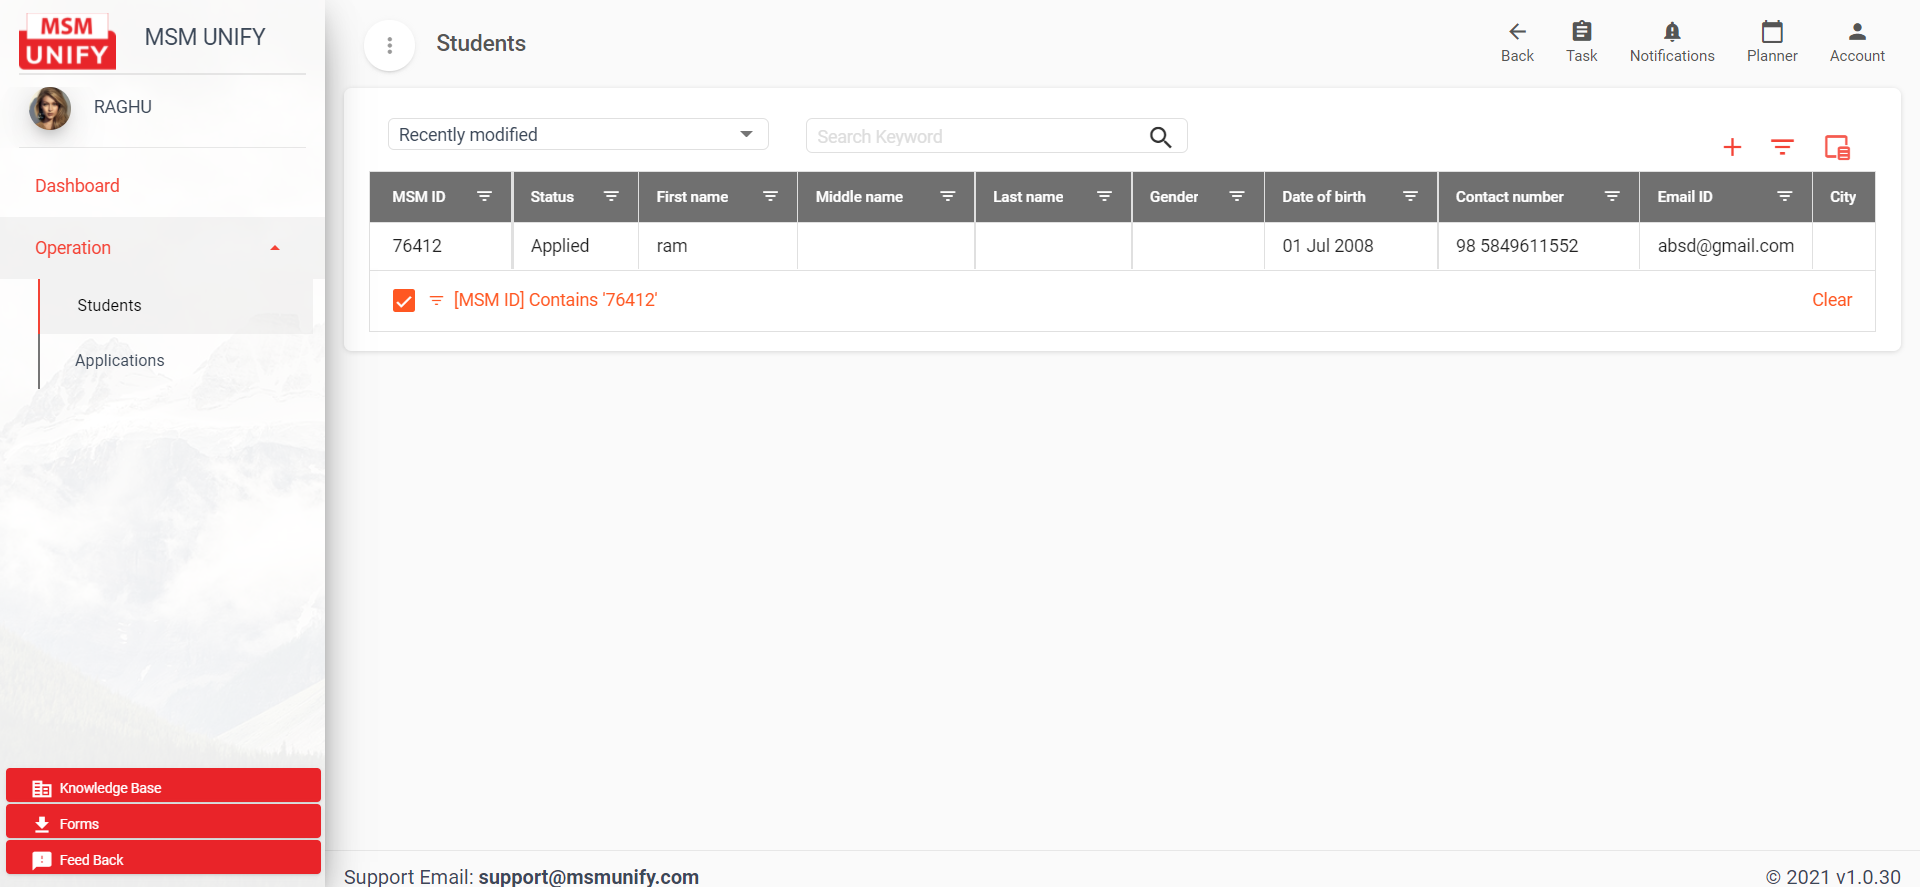 MSM
UNIFY
MSM UNIFY
RAGHU
Dashboard
Operation
Students
Applications
Knowledge Base
Forms
Feed Back
Students
Back
Task
Notifications
Planner
Account
Recently modified
Search Keyword
MSM ID Status First name Middle name Last name Gender Date of birth Contact number Email ID City
76412 Applied ram 01 Jul 2008 98 5849611552 absd@gmail.com
[MSM ID] Contains '76412' Clear
Support Email: support@msmunify.com © 2021 v1.0.30